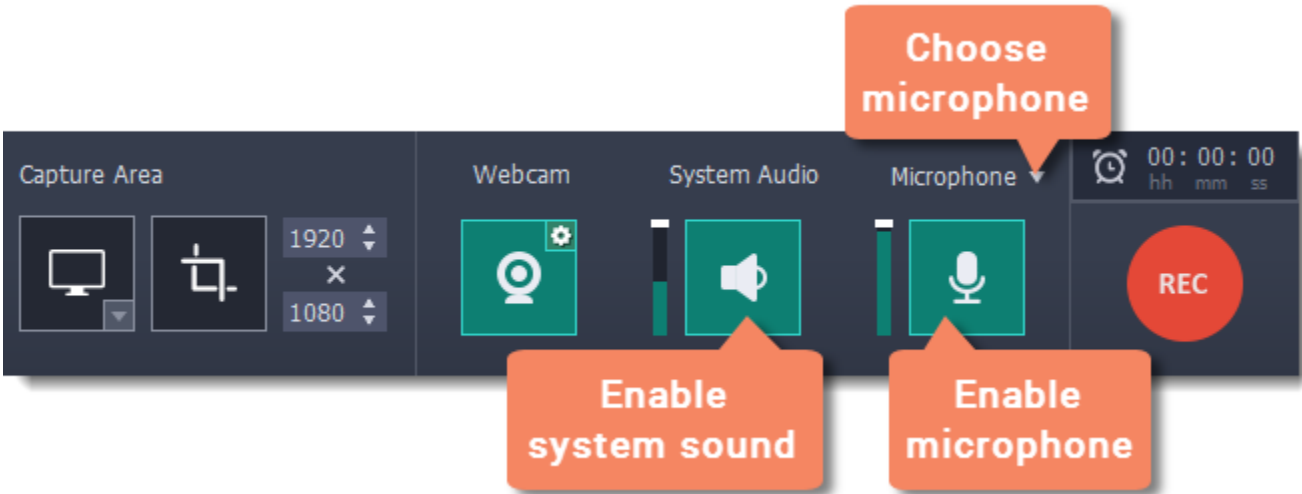 Choose
microphone
Capture Area
Webcam
System Audio
Microphone
00 : 00 : 00
hh mm ss
1920
×
1080
REC
Enable
system sound
Enable
microphone